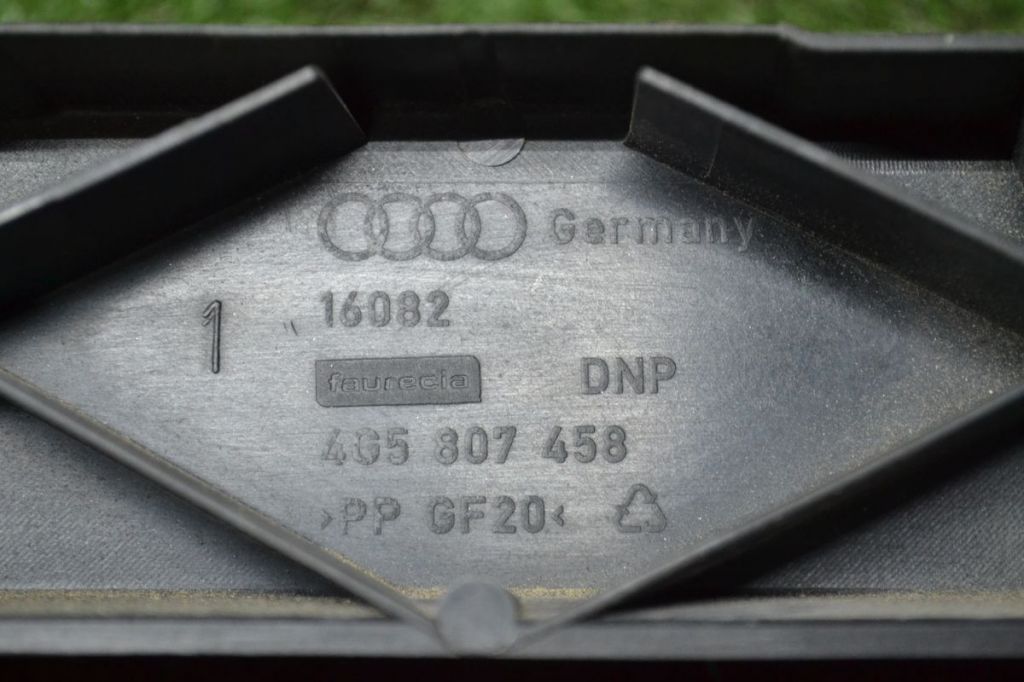 Germany
1 16082
faurecia DNP
4G5 807 458
>PP GF20<